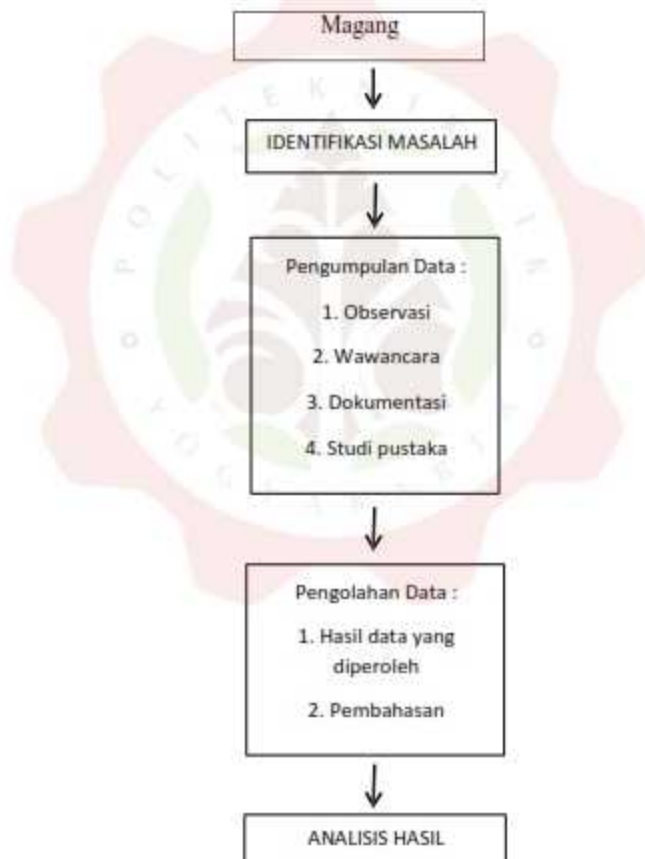 Magang
IDENTIFIKASI MASALAH
Pengumpulan Data :
1. Observasi
2. Wawancara
3. Dokumentasi
4. Studi pustaka
Pengolahan Data :
1. Hasil data yang
diperoleh
2. Pembahasan
ANALISIS HASIL